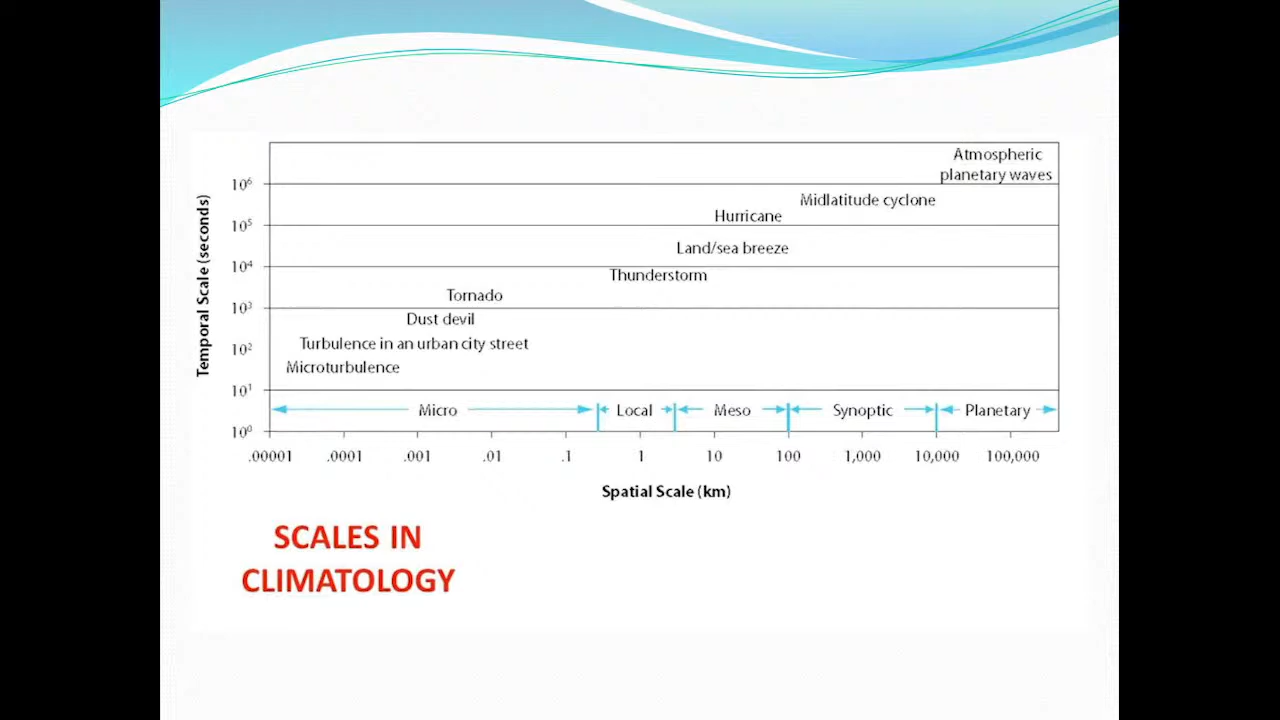 Atmospheric
planetary waves
10⁶
Midlatitude cyclone
Hurricane
10⁵
Land/sea breeze
10⁴
Thunderstorm
Tornado
10³
Dust devil
Turbulence in an urban city street
10²
Microturbulence
10¹
Micro Local Meso Synoptic Planetary
10⁰
.00001 .0001 .001 .01 .1 1 10 100 1,000 10,000 100,000
Temporal Scale (seconds)
Spatial Scale (km)
SCALES IN
CLIMATOLOGY